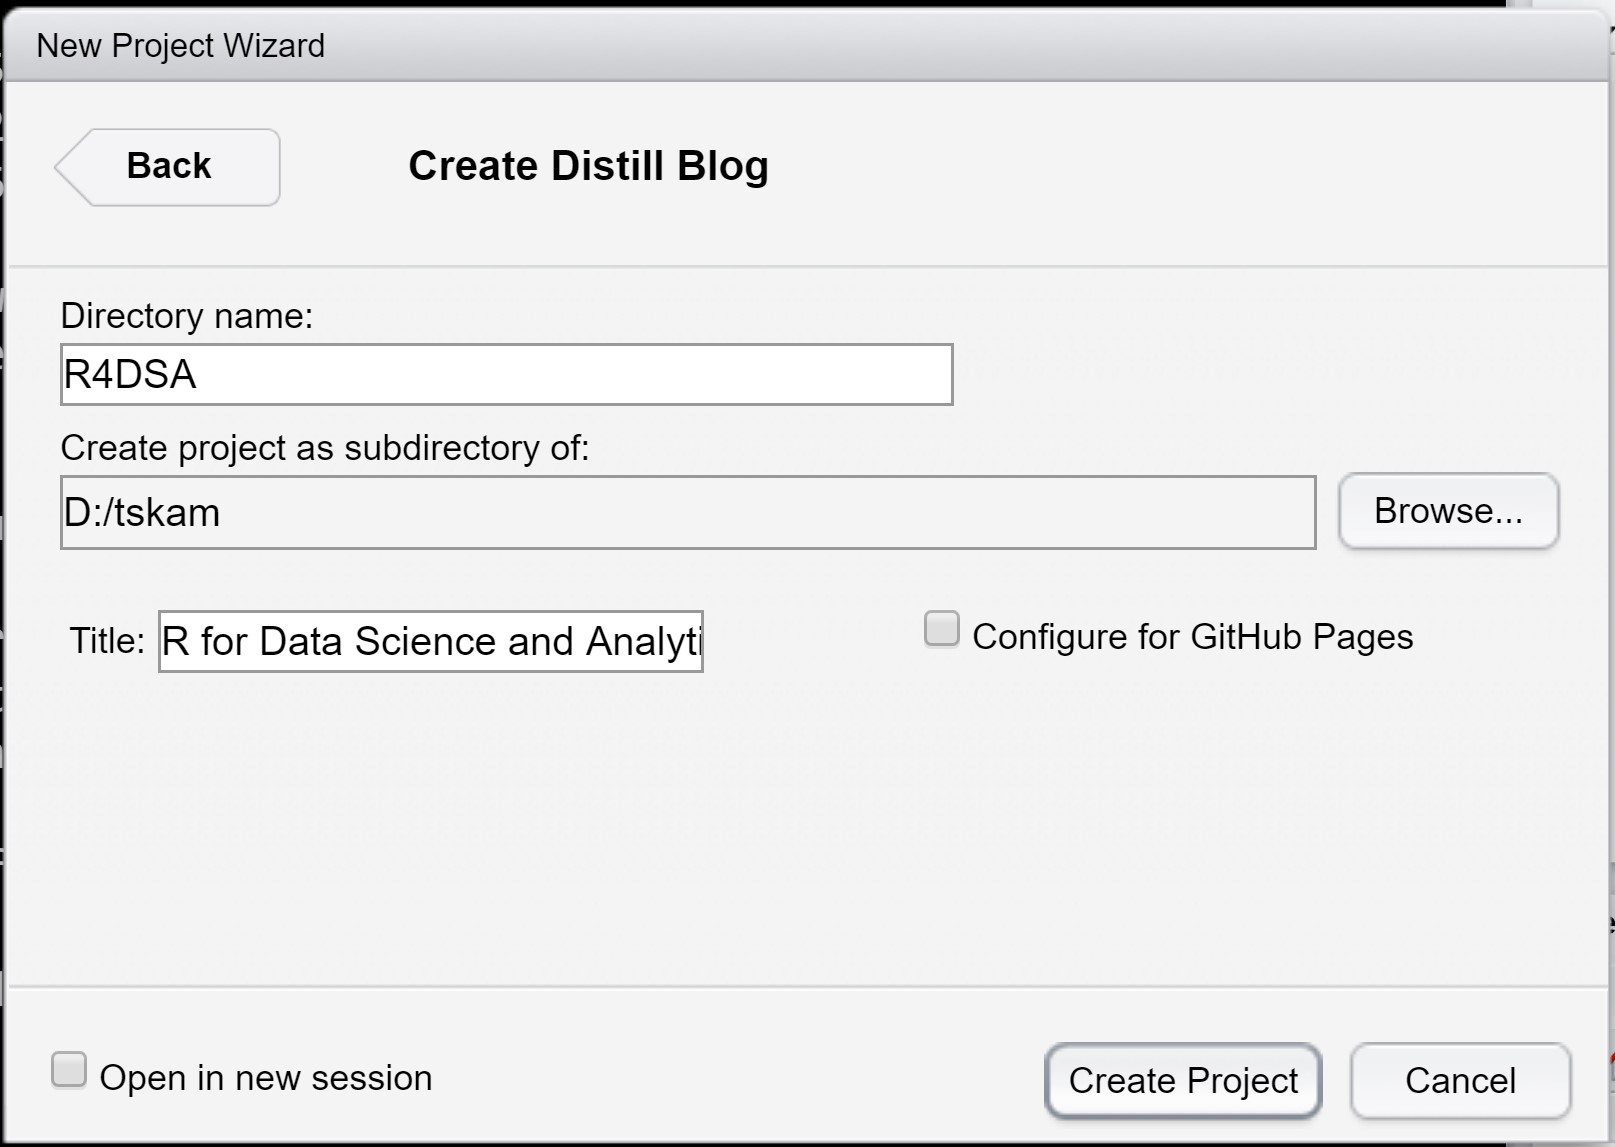 New Project Wizard
Back
Create Distill Blog
Directory name:
R4DSA
Create project as subdirectory of:
D:/tskam
Browse...
Title: R for Data Science and Analyti
Configure for GitHub Pages
Open in new session
Create Project
Cancel